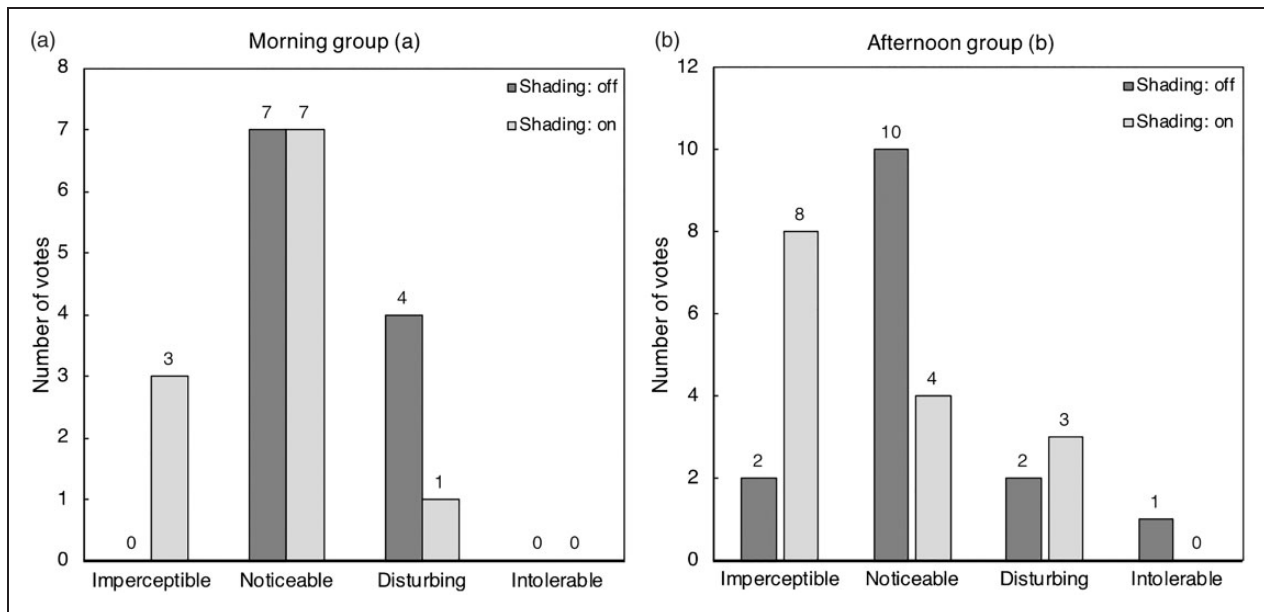 (a)
Morning group (a)
8
7
6
5
4
3
2
1
0
Number of votes
Shading: off
Shading: on
0
3
7
7
4
1
0
0
Imperceptible
Noticeable
Disturbing
Intolerable
(b)
Afternoon group (b)
12
10
8
6
4
2
0
Number of votes
Shading: off
Shading: on
2
8
10
4
2
3
1
0
Imperceptible
Noticeable
Disturbing
Intolerable